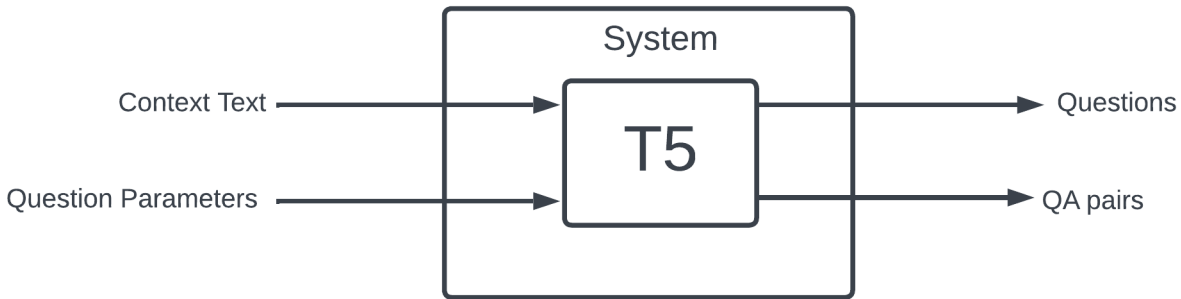 System
Context Text
T5
Questions
Question Parameters
QA pairs